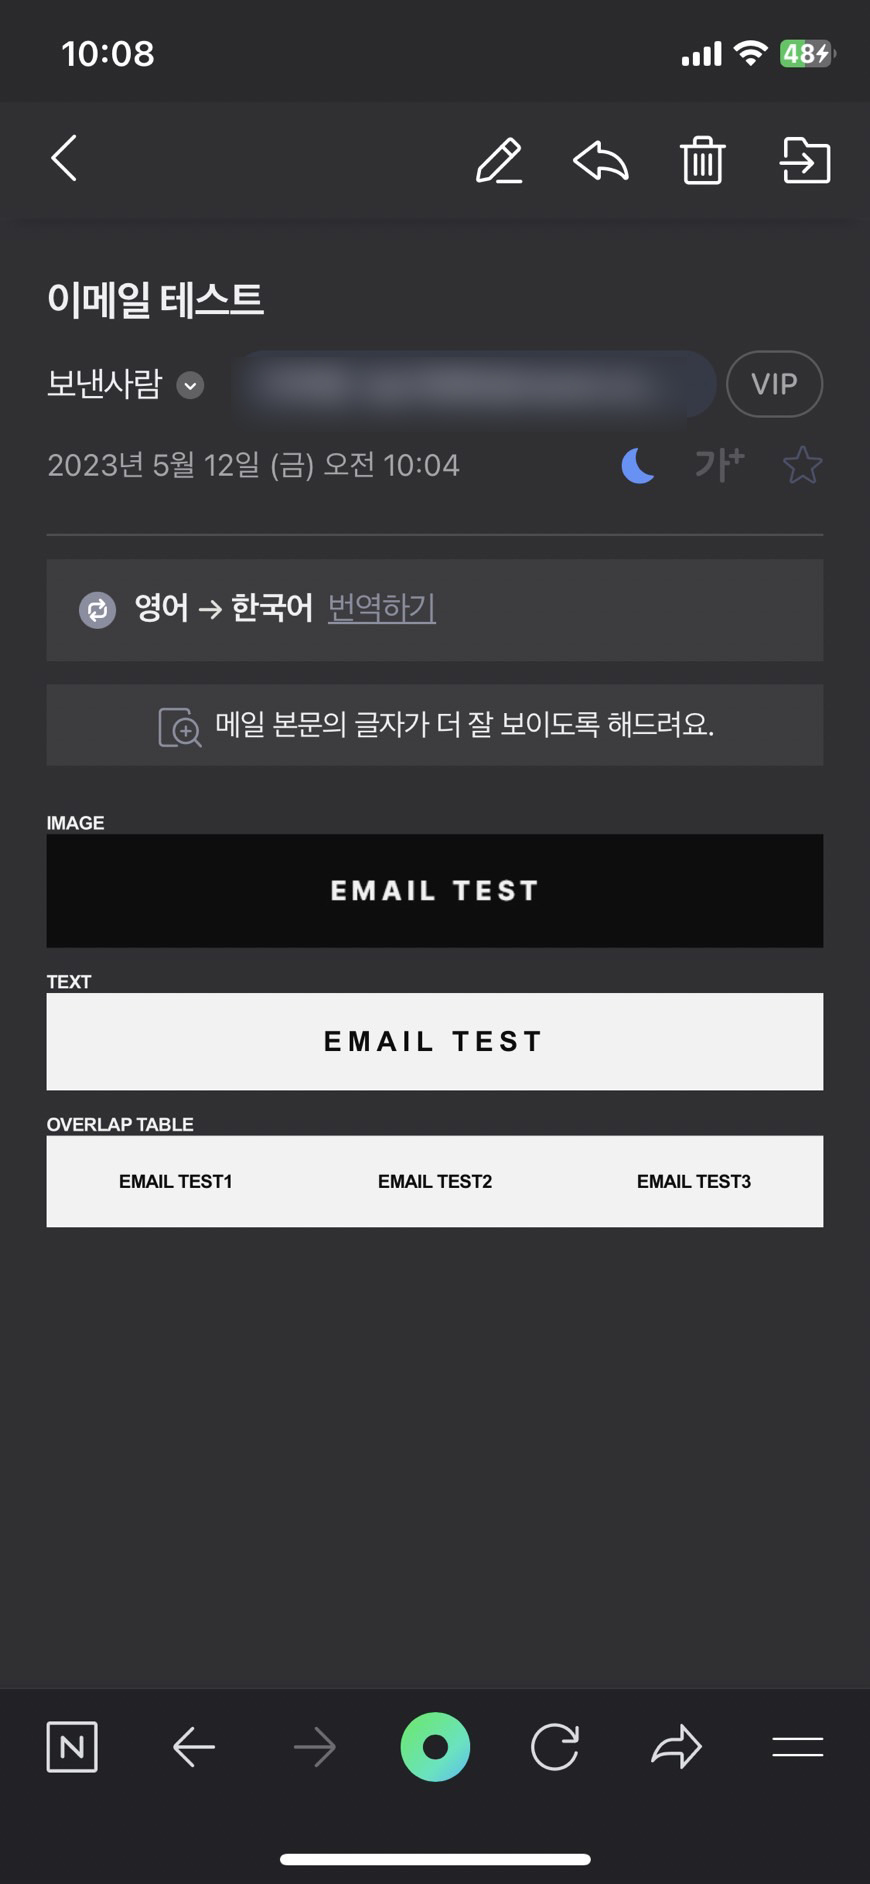 10:08
48
이메일 테스트
보낸사람
VIP
2023년 5월 12일 (금) 오전 10:04
가+
영어 → 한국어 번역하기
메일 본문의 글자가 더 잘 보이도록 해드려요.
IMAGE
EMAIL TEST
TEXT
EMAIL TEST
OVERLAP TABLE
EMAIL TEST1 EMAIL TEST2 EMAIL TEST3
N